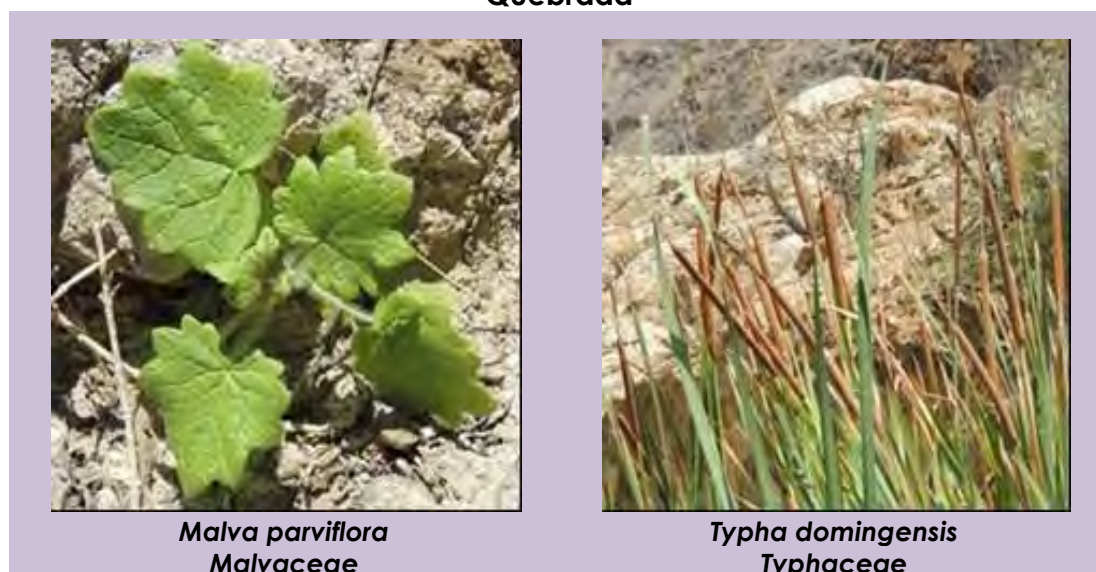 Quebrada
Malva parviflora
Typha domingensis
Malvaceae
Typhaceae